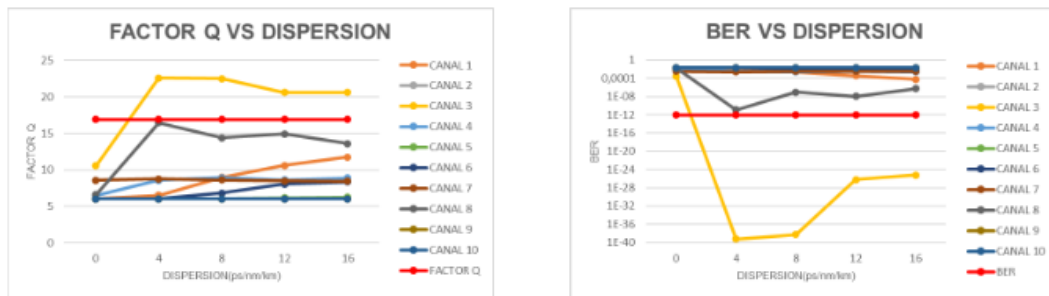 FACTOR Q VS DISPERSION
25
20
15
10
5
0
FACTOR Q
0 4 8 12 16
DISPERSION(ps/nm/km)
CANAL 1
CANAL 2
CANAL 3
CANAL 4
CANAL 5
CANAL 6
CANAL 7
CANAL 8
CANAL 9
CANAL 10
FACTOR Q
BER VS DISPERSION
1
0,0001
1E-08
1E-12
1E-16
1E-20
1E-24
1E-28
1E-32
1E-36
1E-40
BER
0 4 8 12 16
DISPERSION(ps/nm/km)
CANAL 1
CANAL 2
CANAL 3
CANAL 4
CANAL 5
CANAL 6
CANAL 7
CANAL 8
CANAL 9
CANAL 10
BER